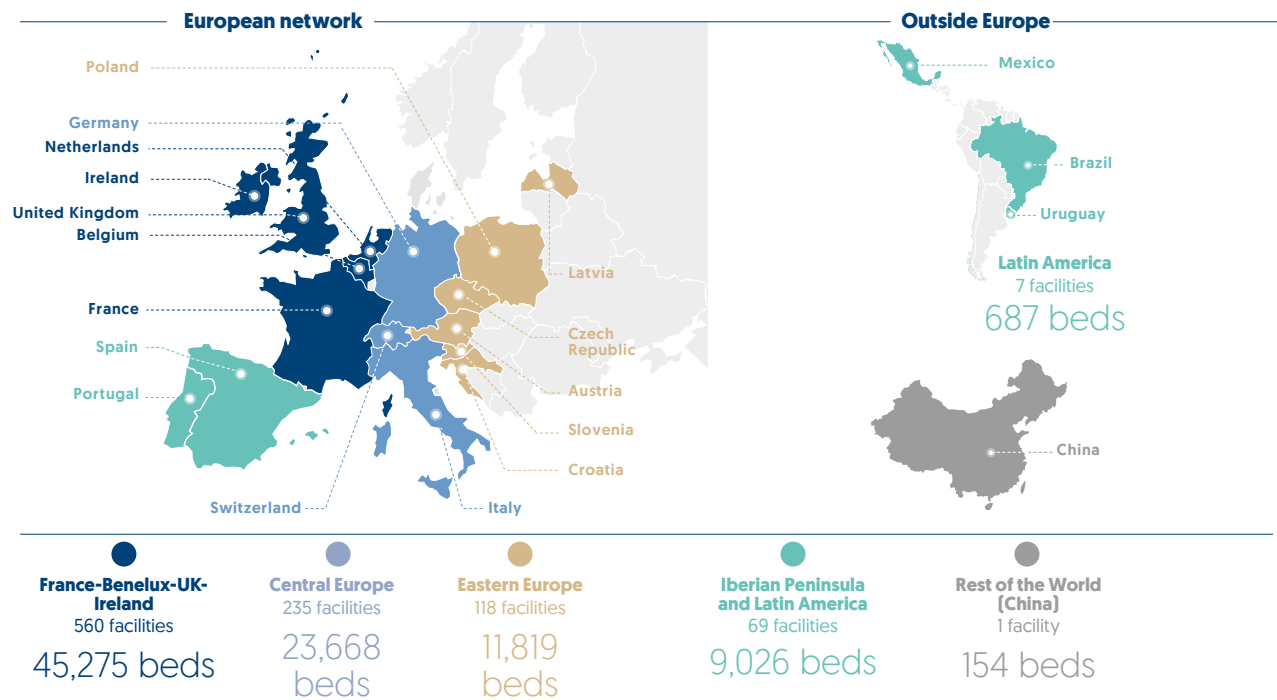 European network
Outside Europe
Poland
Germany
Netherlands
Ireland
United Kingdom
Belgium
France
Spain
Portugal
Switzerland
Italy
Latvia
Czech
Republic
Austria
Slovenia
Croatia
Mexico
Brazil
Uruguay
Latin America
7 facilities
687 beds
China
France-Benelux-UK-
Ireland
560 facilities
45,275 beds
Central Europe
235 facilities
23,668
beds
Eastern Europe
118 facilities
11,819
beds
Iberian Peninsula
and Latin America
69 facilities
9,026 beds
Rest of the World
(China)
1 facility
154 beds